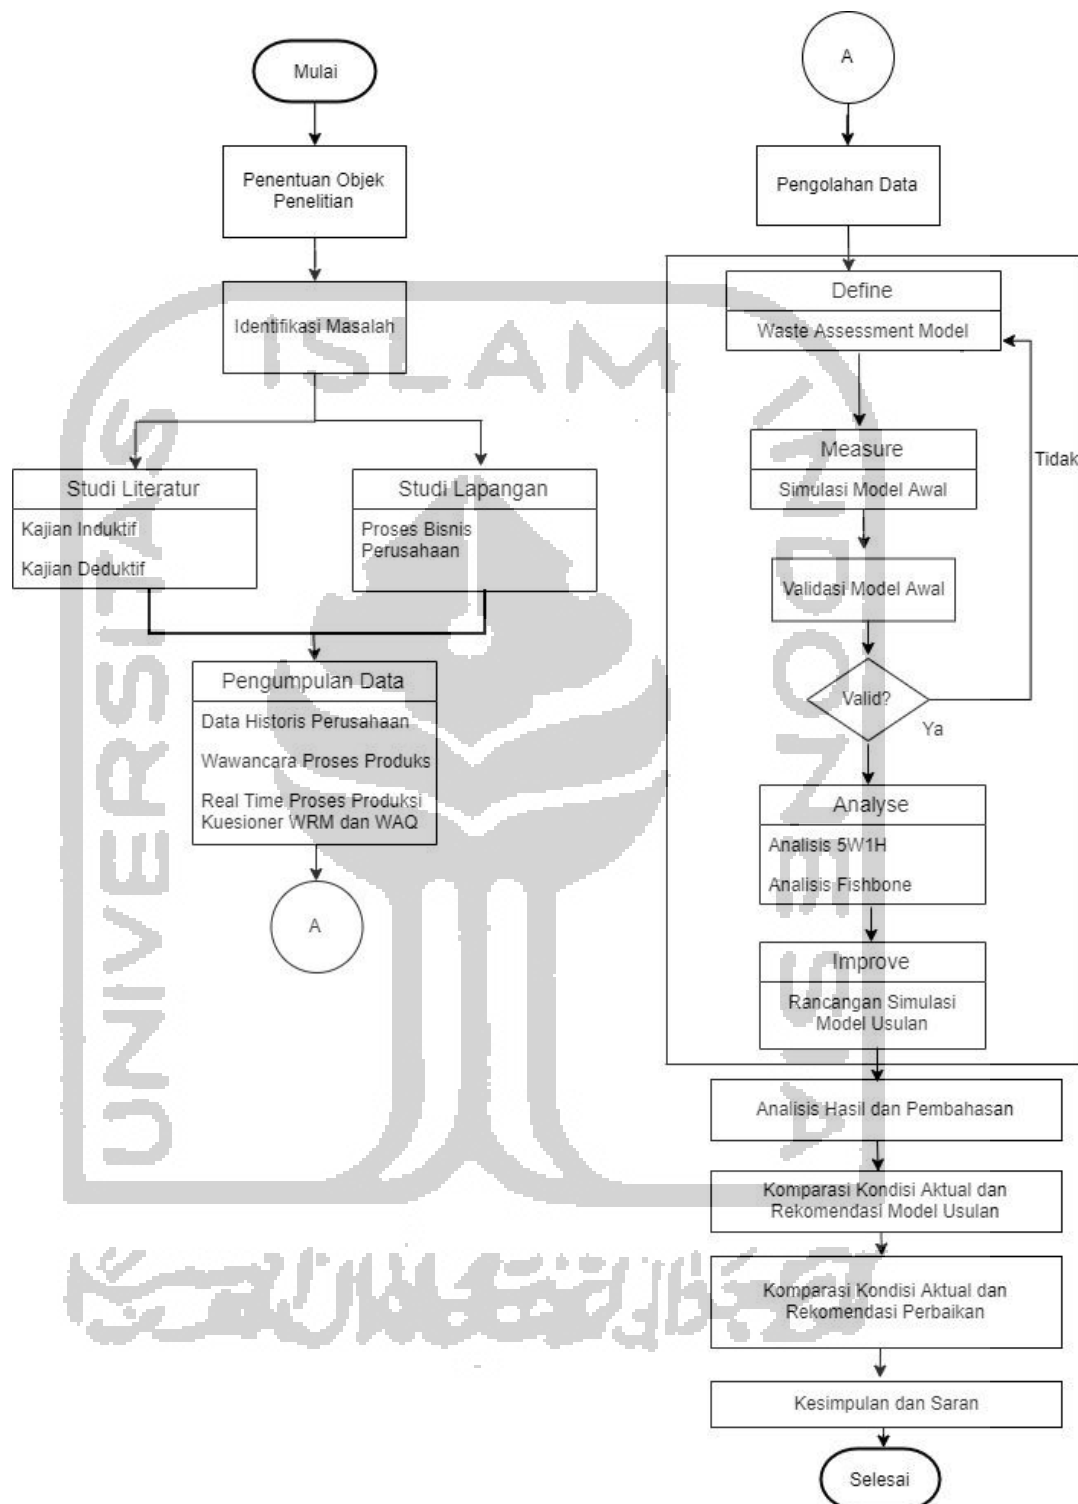 Mulai
Penentuan Objek
Penelitian
Identifikasi Masalah
Studi Literatur
Kajian Induktif
Kajian Deduktif
Studi Lapangan
Proses Bisnis
Perusahaan
Pengumpulan Data
Data Historis Perusahaan
Wawancara Proses Produks
Real Time Proses Produksi
Kuesioner WRM dan WAQ
A
A
Pengolahan Data
Define
Waste Assessment Model
Measure
Simulasi Model Awal
Tidak
Validasi Model Awal
Valid?
Ya
Analyse
Analisis 5W1H
Analisis Fishbone
Improve
Rancangan Simulasi
Model Usulan
Analisis Hasil dan Pembahasan
Komparasi Kondisi Aktual dan
Rekomendasi Model Usulan
Komparasi Kondisi Aktual dan
Rekomendasi Perbaikan
Kesimpulan dan Saran
Selesai
UNIVERSITAS
ISLAM
INDONESIA